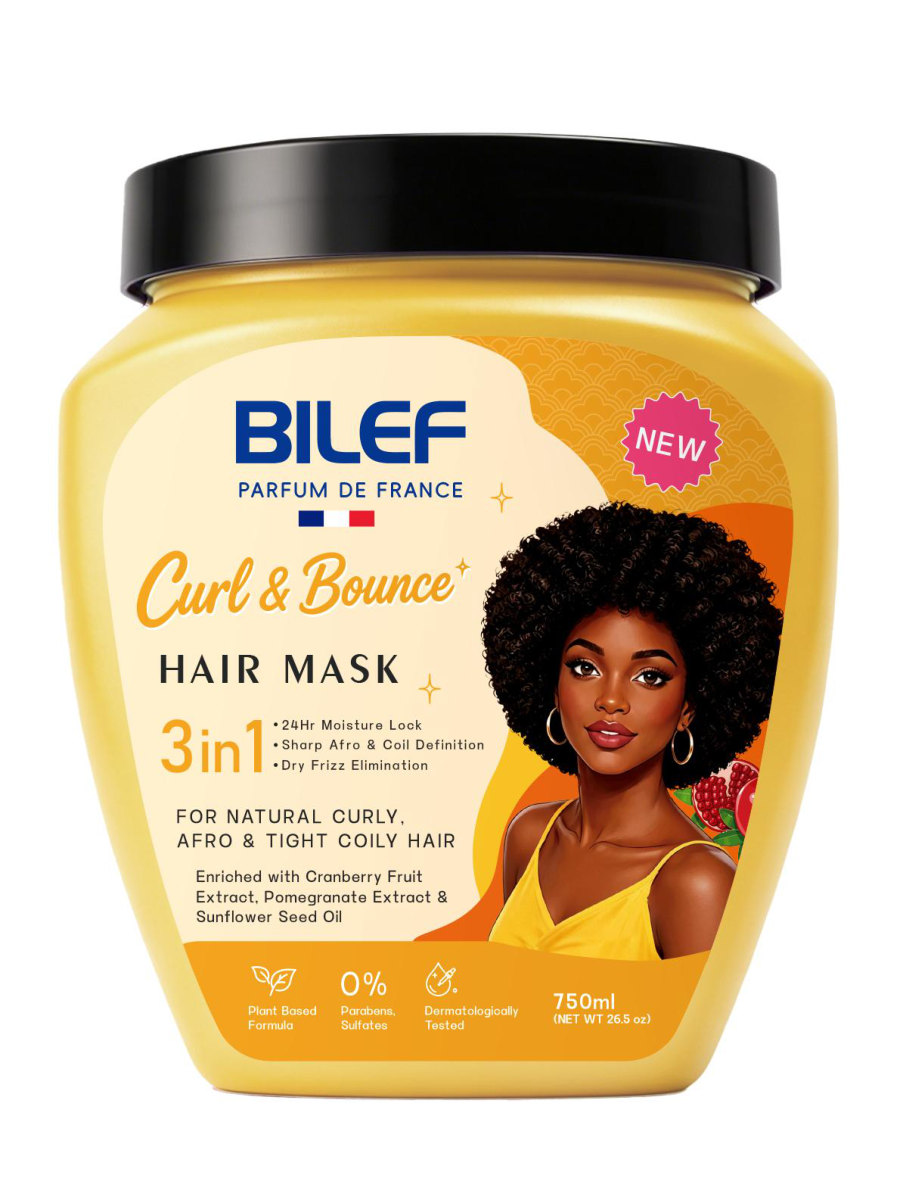 BILEF
PARFUM DE FRANCE
NEW
Curl & Bounce
HAIR MASK
3in1
•24Hr Moisture Lock
•Sharp Afro & Coil Definition
•Dry Frizz Elimination
FOR NATURAL CURLY,
AFRO & TIGHT COILY HAIR
Enriched with Cranberry Fruit
Extract, Pomegranate Extract &
Sunflower Seed Oil
Plant Based
Formula
0%
Parabens,
Sulfates
Dermatologically
Tested
750ml
(NET WT 26.5 oz)